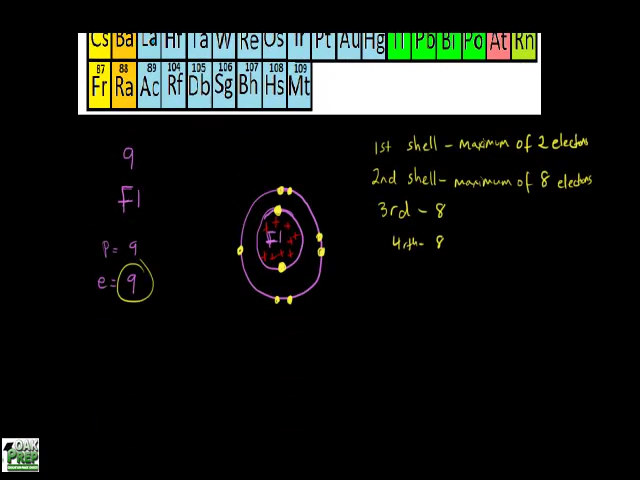 Cs Ba La Hf Ta W Re Os Ir Pt Au Hg Tl Pb Bi Po At Rn
87 88 89 104 105 106 107 108 109
Fr Ra Ac Rf Db Sg Bh Hs Mt
9
Fl
P = 9
e = 9
Fl
1st shell - maximum of 2 electrons
2nd shell - maximum of 8 electrons
3rd - 8
4rth - 8
OAK
PREP